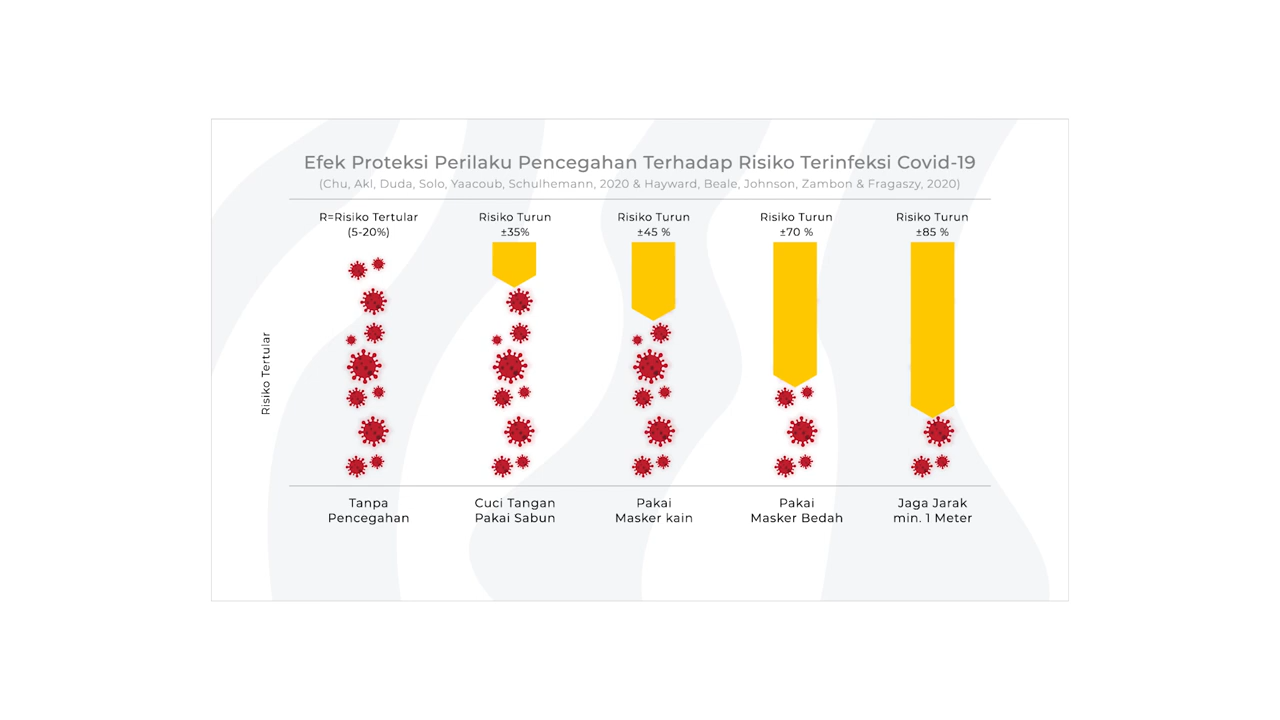 Efek Proteksi Perilaku Pencegahan Terhadap Risiko Terinfeksi Covid-19
(Chu, Akl, Duda, Solo, Yaacoub, Schulhemann, 2020 & Hayward, Beale, Johnson, Zambon & Fragaszy, 2020)
R=Risiko Tertular
(5-20%)
Risiko Turun
±35%
Risiko Turun
±45 %
Risiko Turun
±70 %
Risiko Turun
±85 %
Risiko Tertular
Tanpa
Pencegahan
Cuci Tangan
Pakai Sabun
Pakai
Masker kain
Pakai
Masker Bedah
Jaga Jarak
min. 1 Meter